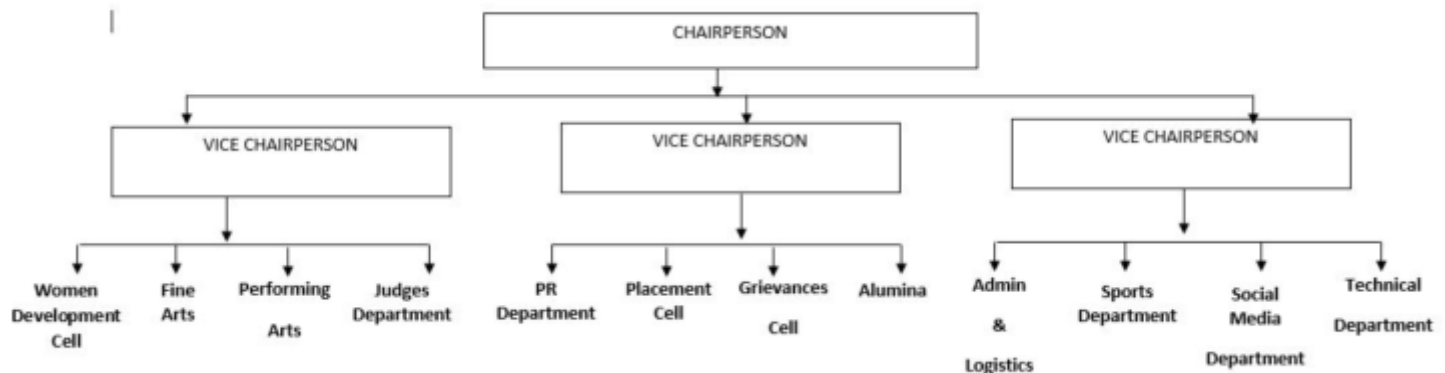 CHAIRPERSON
VICE CHAIRPERSON
VICE CHAIRPERSON
VICE CHAIRPERSON
Women
Development
Cell
Fine
Arts
Performing
Arts
Judges
Department
PR
Department
Placement
Cell
Grievances
Cell
Alumina
Admin
&
Logistics
Sports
Department
Social
Media
Department
Technical
Department